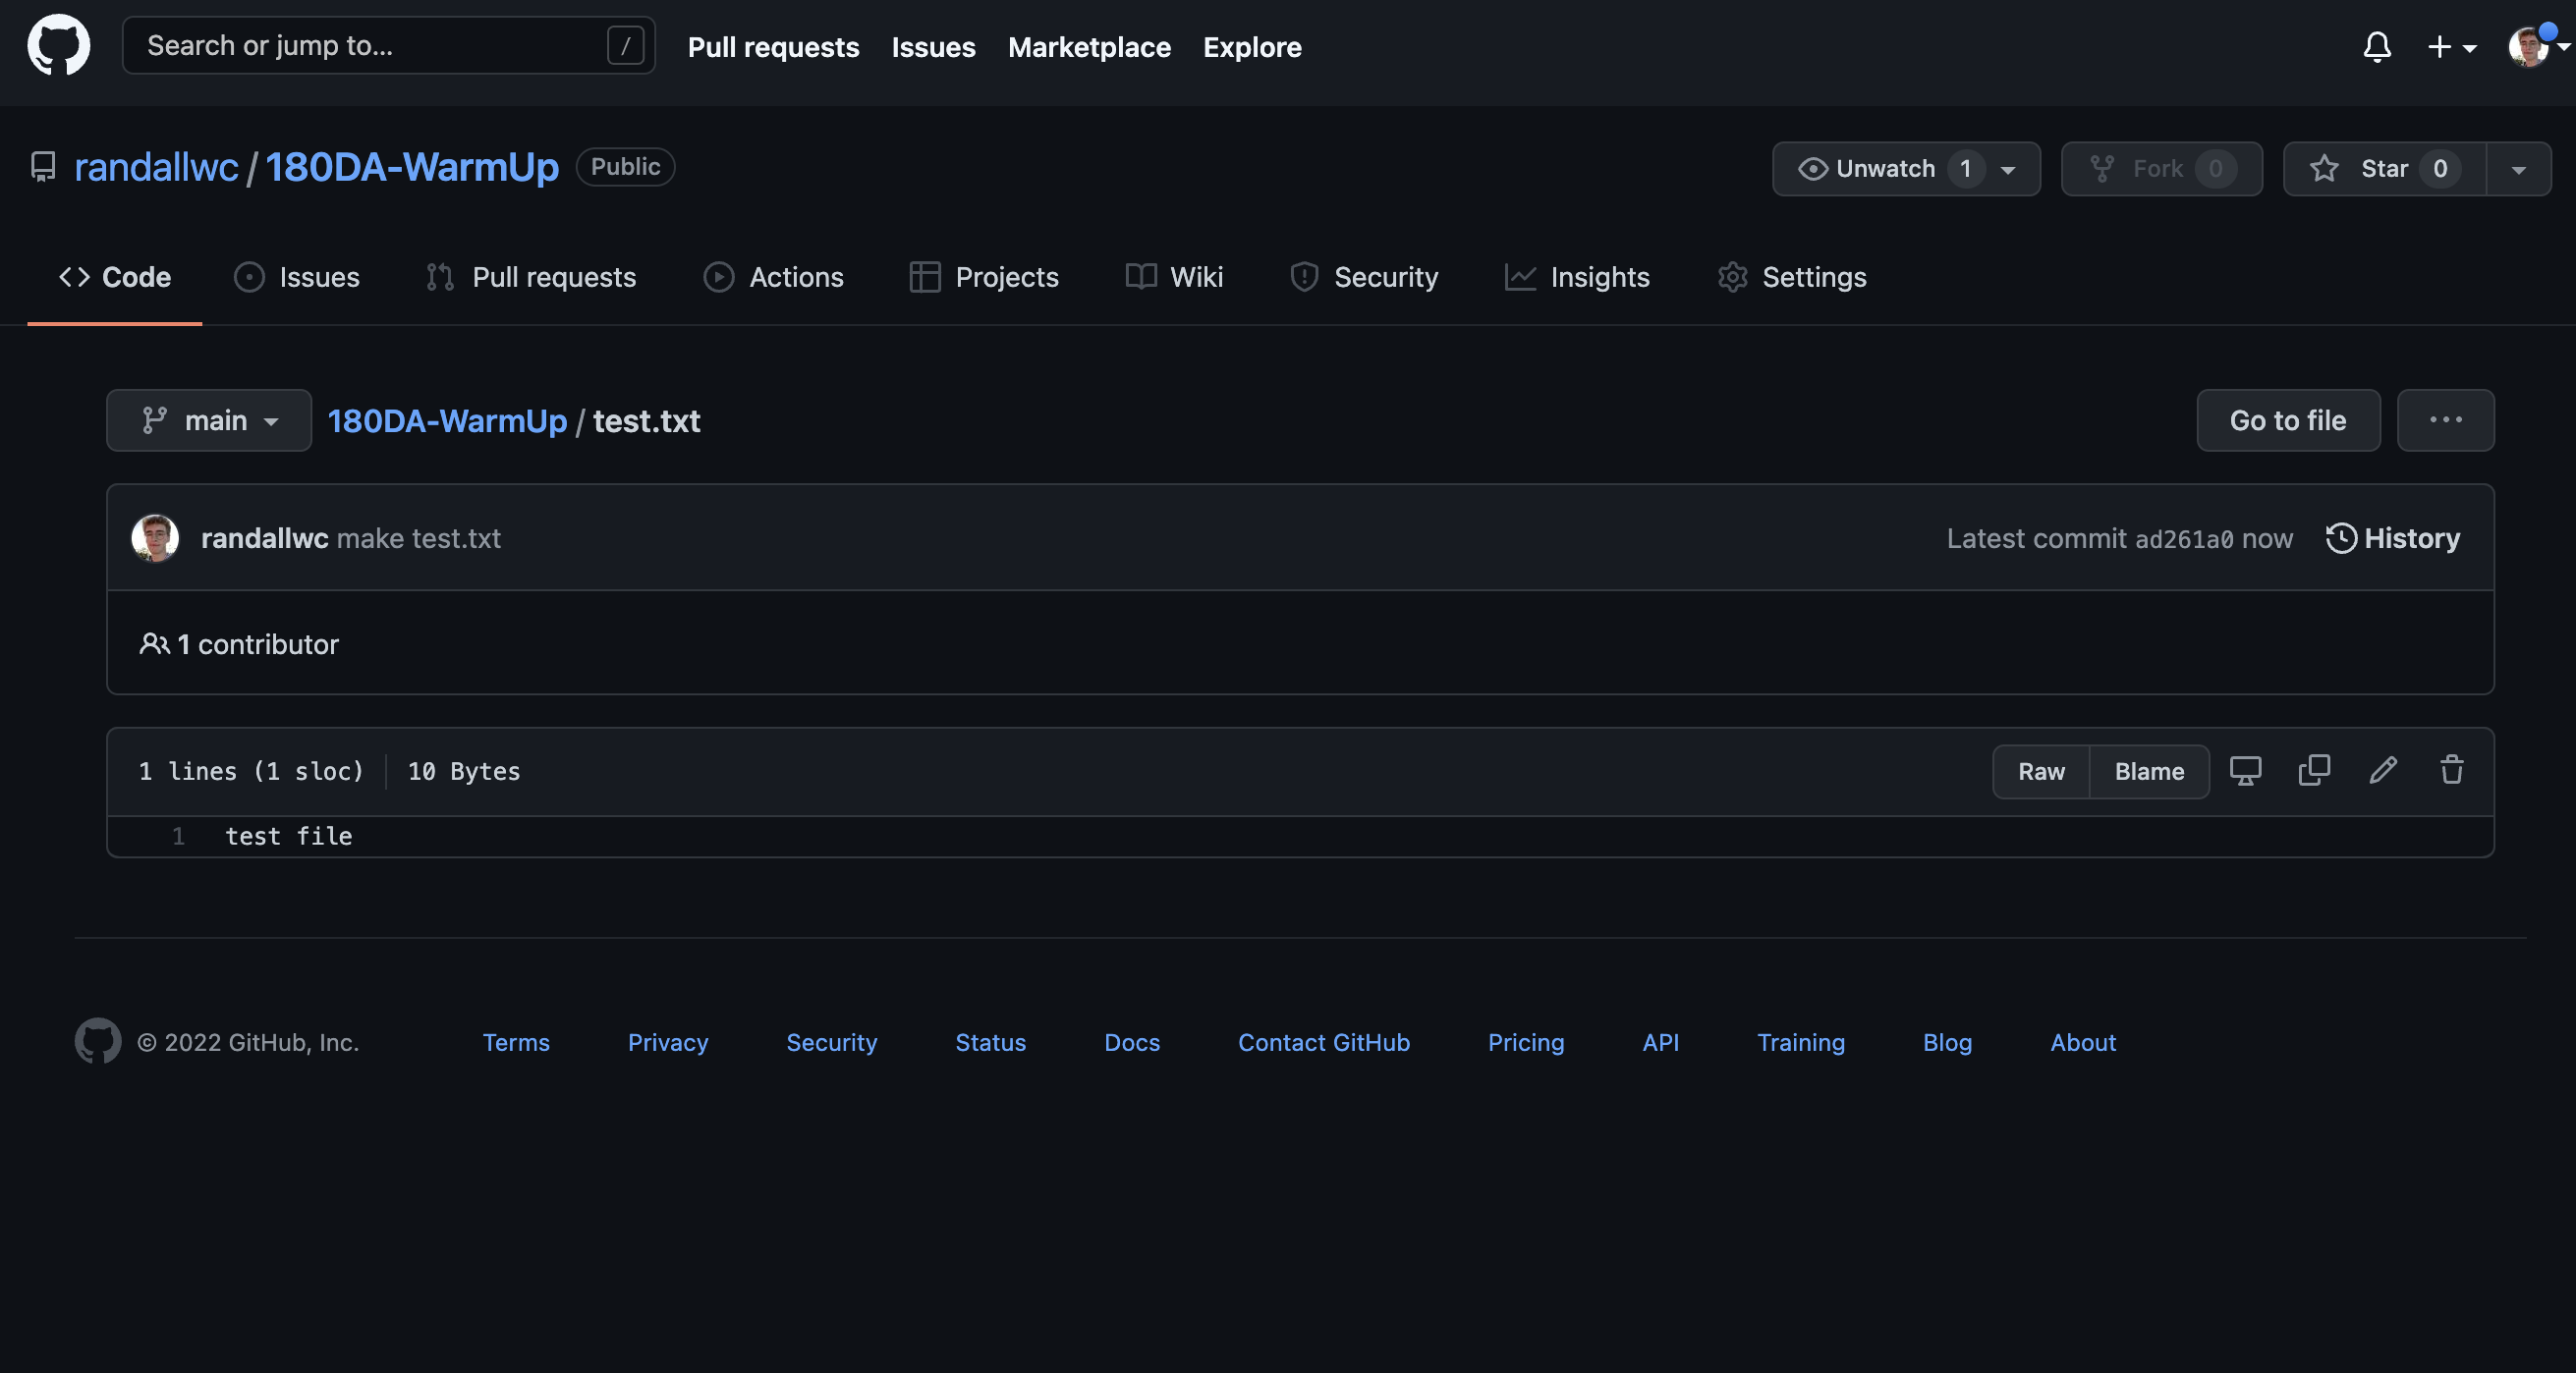 Search or jump to... / Pull requests Issues Marketplace Explore
randallwc / 180DA-WarmUp Public Unwatch 1 Fork 0 Star 0
Code Issues Pull requests Actions Projects Wiki Security Insights Settings
main 180DA-WarmUp / test.txt Go to file ...
randallwc make test.txt Latest commit ad261a0 now History
1 contributor
1 lines (1 sloc) 10 Bytes Raw Blame
1 test file
© 2022 GitHub, Inc. Terms Privacy Security Status Docs Contact GitHub Pricing API Training Blog About